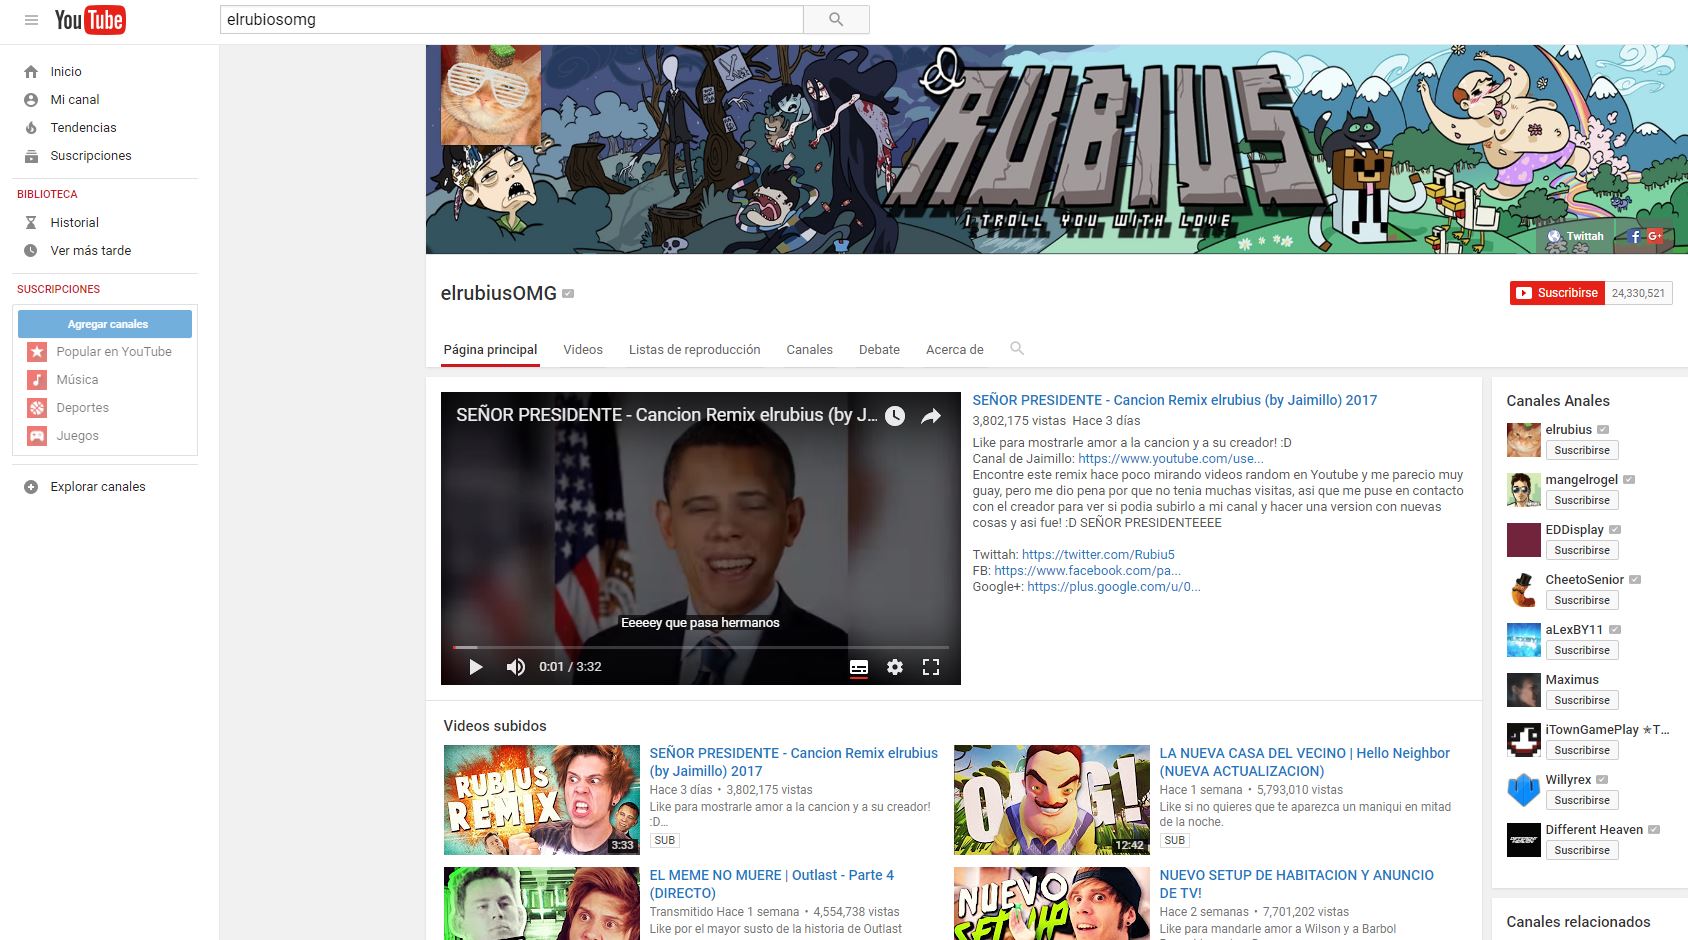 You Tube
elrubiosomg
Inicio
Mi canal
Tendencias
Suscripciones
BIBLIOTECA
Historial
Ver más tarde
SUSCRIPCIONES
Agregar canales
Popular en YouTube
Música
Deportes
Juegos
Explorar canales
el
RUBIUS
I TROLL YOU WITH LOVE
Twittah
elrubiusOMG
Suscribirse 24,330,521
Página principal Videos Listas de reproducción Canales Debate Acerca de
SEÑOR PRESIDENTE - Cancion Remix elrubius (by J...
Eeeeey que pasa hermanos
0:01 / 3:32
SEÑOR PRESIDENTE - Cancion Remix elrubius (by Jaimillo) 2017
3,802,175 vistas Hace 3 días
Like para mostrarle amor a la cancion y a su creador! :D
Canal de Jaimillo: https://www.youtube.com/use...
Encontre este remix hace poco mirando videos random en Youtube y me parecio muy
guay, pero me dio pena por que no tenia muchas visitas, asi que me puse en contacto
con el creador para ver si podia subirlo a mi canal y hacer una version con nuevas
cosas y asi fue! :D SEÑOR PRESIDENTEEEE
Twittah: https://twitter.com/Rubiu5
FB: https://www.facebook.com/pa...
Google+: https://plus.google.com/u/0...
Videos subidos
RUBIUS
REMIX
3:33
SEÑOR PRESIDENTE - Cancion Remix elrubius
(by Jaimillo) 2017
Hace 3 días • 3,802,175 vistas
Like para mostrarle amor a la cancion y a su creador!
:D...
SUB
OMG!
12:42
LA NUEVA CASA DEL VECINO | Hello Neighbor
(NUEVA ACTUALIZACION)
Hace 1 semana • 5,793,010 vistas
Like si no quieres que te aparezca un maniqui en mitad
de la noche.
SUB
EL MEME NO MUERE | Outlast - Parte 4
(DIRECTO)
Transmitido Hace 1 semana • 4,554,738 vistas
Like por el mayor susto de la historia de Outlast
NUEVO
SETUP
NUEVO SETUP DE HABITACION Y ANUNCIO
DE TV!
Hace 2 semanas • 7,701,202 vistas
Like para mandarle amor a Wilson y a Barbol
Canales Anales
elrubius
Suscribirse
mangelrogel
Suscribirse
EDDisplay
Suscribirse
CheetoSenior
Suscribirse
aLexBY11
Suscribirse
Maximus
Suscribirse
iTownGamePlay ★T...
Suscribirse
Willyrex
Suscribirse
Different Heaven
Suscribirse
Canales relacionados